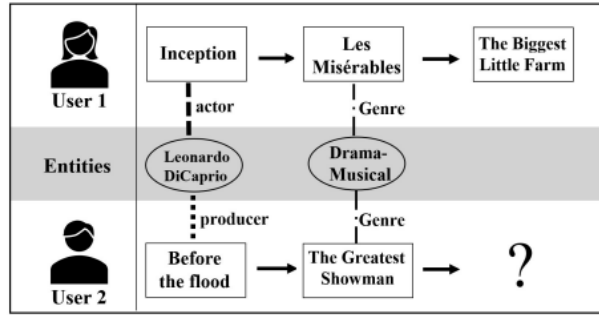 Inception
Les
Misérables
The Biggest
Little Farm
User 1
actor
Genre
Entities
Leonardo
DiCaprio
Drama-
Musical
producer
Genre
Before
the flood
The Greatest
Showman
?
User 2